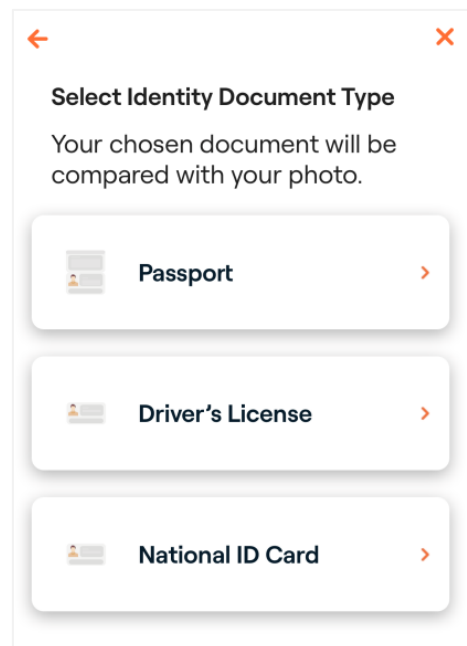 Select Identity Document Type
Your chosen document will be
compared with your photo.
Passport
Driver’s License
National ID Card